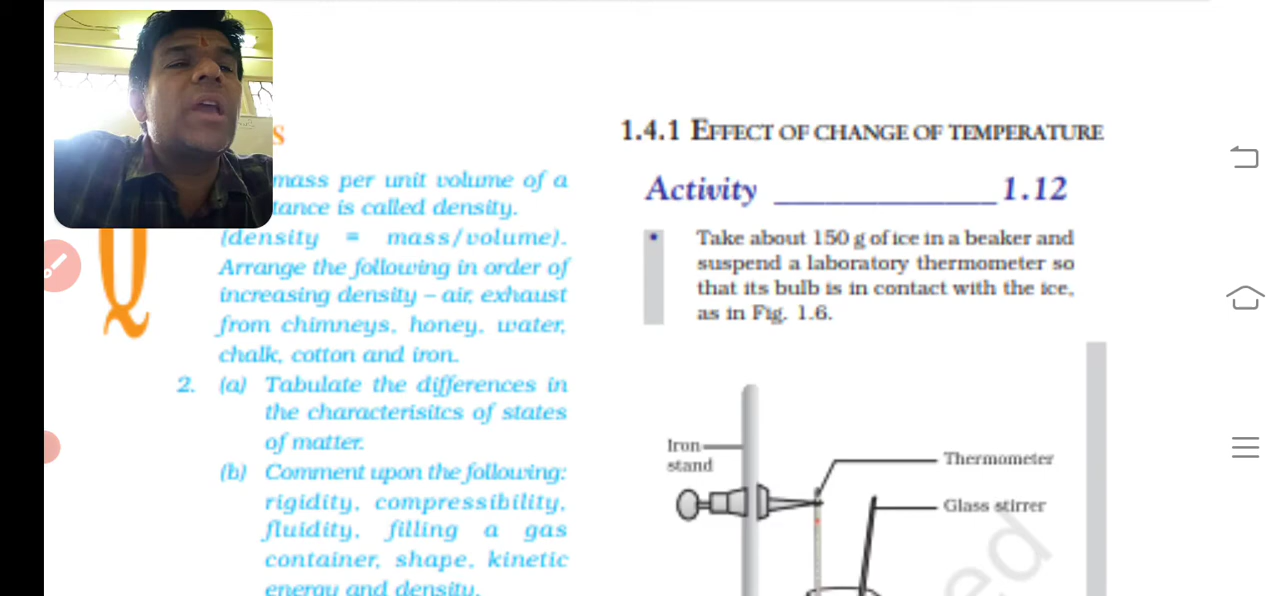 S
mass per unit volume of a
tance is called density.
(density = mass/volume).
Arrange the following in order of
increasing density – air, exhaust
from chimneys, honey, water,
chalk, cotton and iron.
2. (a) Tabulate the differences in
the characterisitcs of states
of matter.
(b) Comment upon the following:
rigidity, compressibility,
fluidity, filling a gas
container, shape, kinetic
energy and density.
Q
1.4.1 EFFECT OF CHANGE OF TEMPERATURE
Activity ______________ 1.12
• Take about 150 g of ice in a beaker and
suspend a laboratory thermometer so
that its bulb is in contact with the ice,
as in Fig. 1.6.
Iron
stand
Thermometer
Glass stirrer
ed